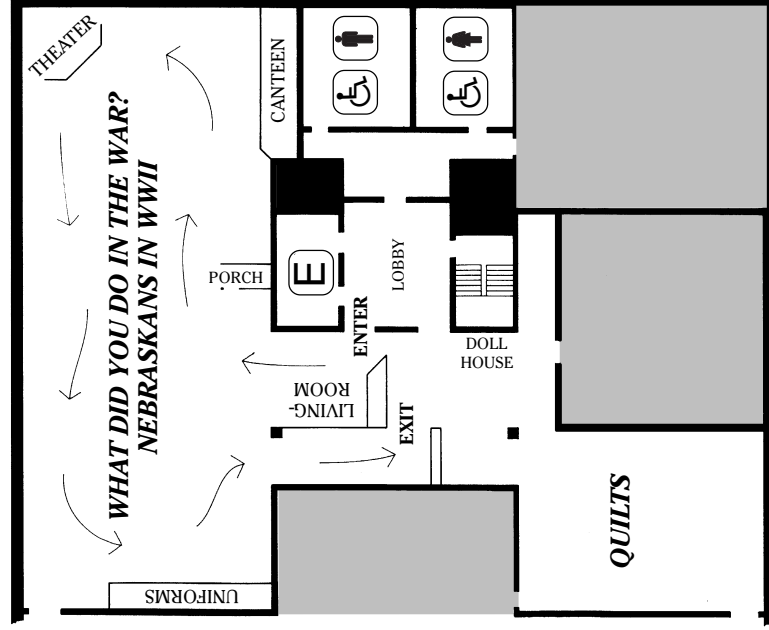 THEATER
CANTEEN
WHAT DID YOU DO IN THE WAR?
NEBRASKANS IN WWII
PORCH
E
LOBBY
ENTER
DOLL
HOUSE
LIVING-
ROOM
EXIT
QUILTS
UNIFORMS